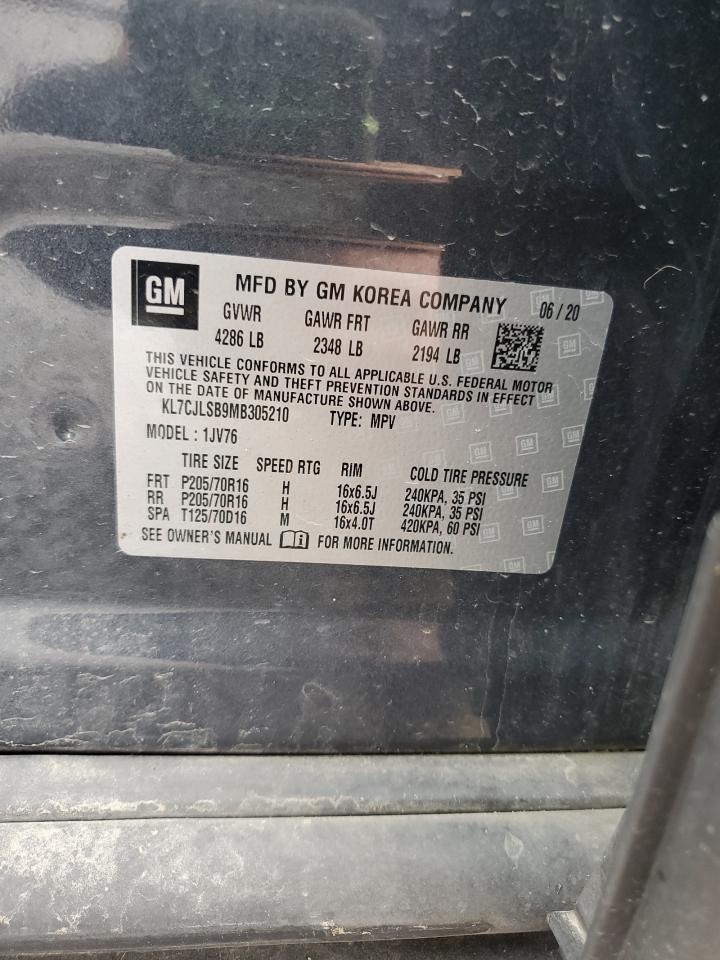 GM
MFD BY GM KOREA COMPANY 06/20
GVWR GAWR FRT GAWR RR
4286 LB 2348 LB 2194 LB
THIS VEHICLE CONFORMS TO ALL APPLICABLE U.S. FEDERAL MOTOR
VEHICLE SAFETY AND THEFT PREVENTION STANDARDS IN EFFECT
ON THE DATE OF MANUFACTURE SHOWN ABOVE.
KL7CJLSB9MB305210 TYPE: MPV
MODEL: 1JV76
TIRE SIZE SPEED RTG RIM COLD TIRE PRESSURE
FRT P205/70R16 H 16x6.5J 240KPA, 35 PSI
RR P205/70R16 H 16x6.5J 240KPA, 35 PSI
SPA T125/70D16 M 16x4.0T 420KPA, 60 PSI
SEE OWNER'S MANUAL i FOR MORE INFORMATION.